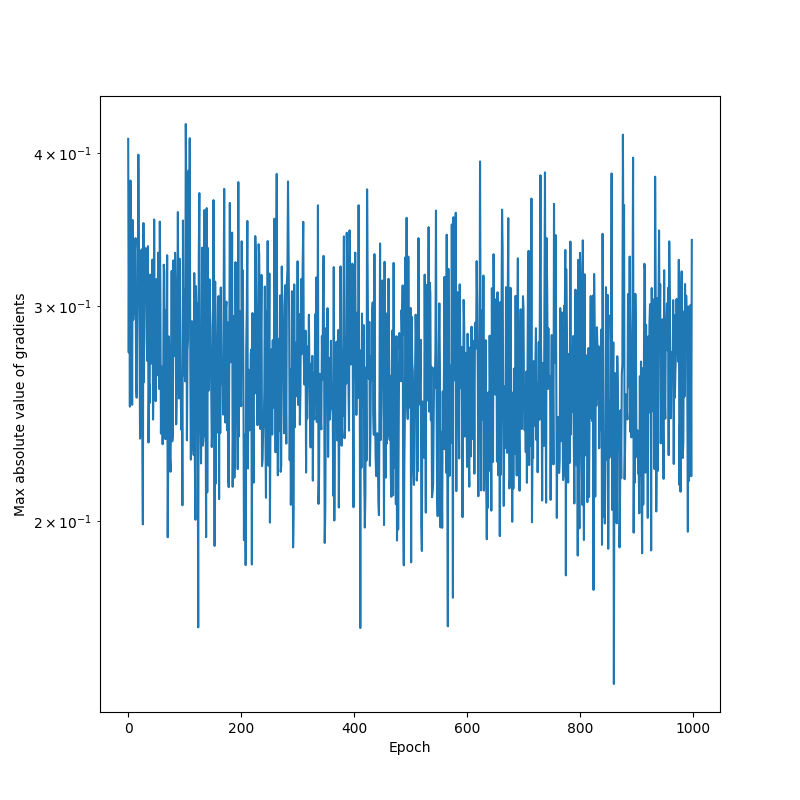 Max absolute value of gradients
4 × 10⁻¹
3 × 10⁻¹
2 × 10⁻¹
0 200 400 600 800 1000
Epoch